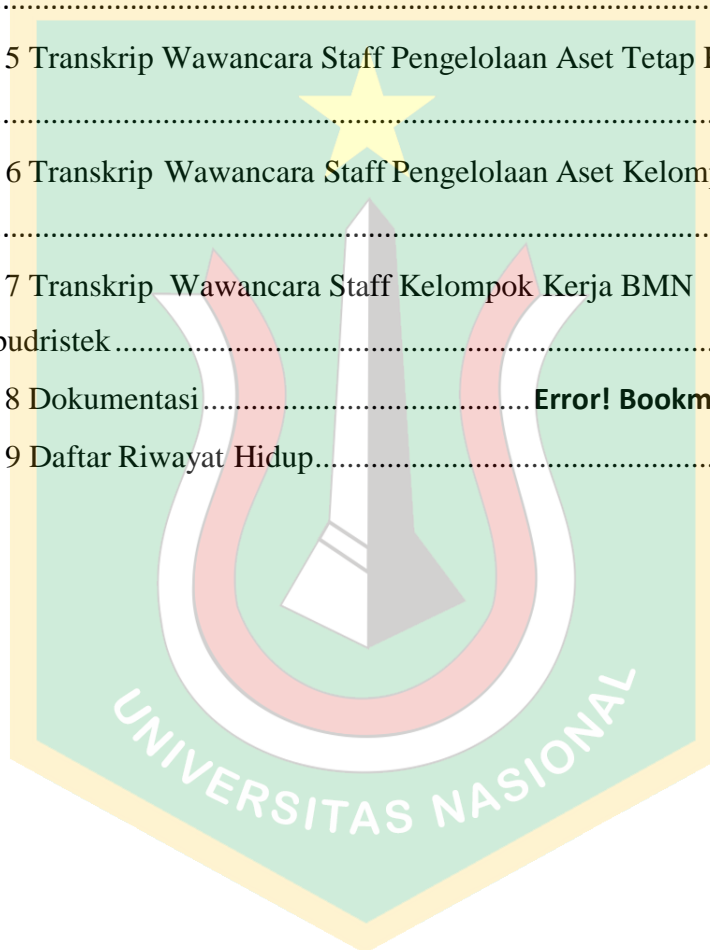 ....................................................................................................
5 Transkrip Wawancara Staff Pengelolaan Aset Tetap
....................................................................................................
6 Transkrip Wawancara Staff Pengelolaan Aset
....................................................................................................
7 Transkrip Wawancara Staff Kelompok Kerja BMN
budristek....................................................................................
8 Dokumentasi.............................................Error!
9 Daftar Riwayat Hidup.......................................................
UNIVERSITAS NASIONAL